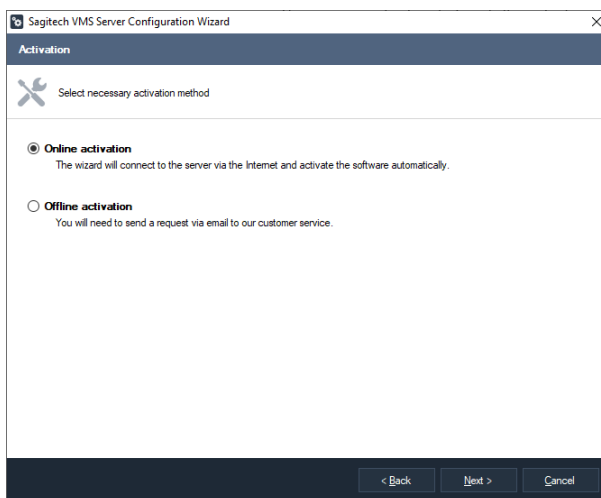 Sagitech VMS Server Configuration Wizard
Activation
Select necessary activation method
Online activation
The wizard will connect to the server via the Internet and activate the software automatically.
Offline activation
You will need to send a request via email to our customer service.
< Back Next > Cancel